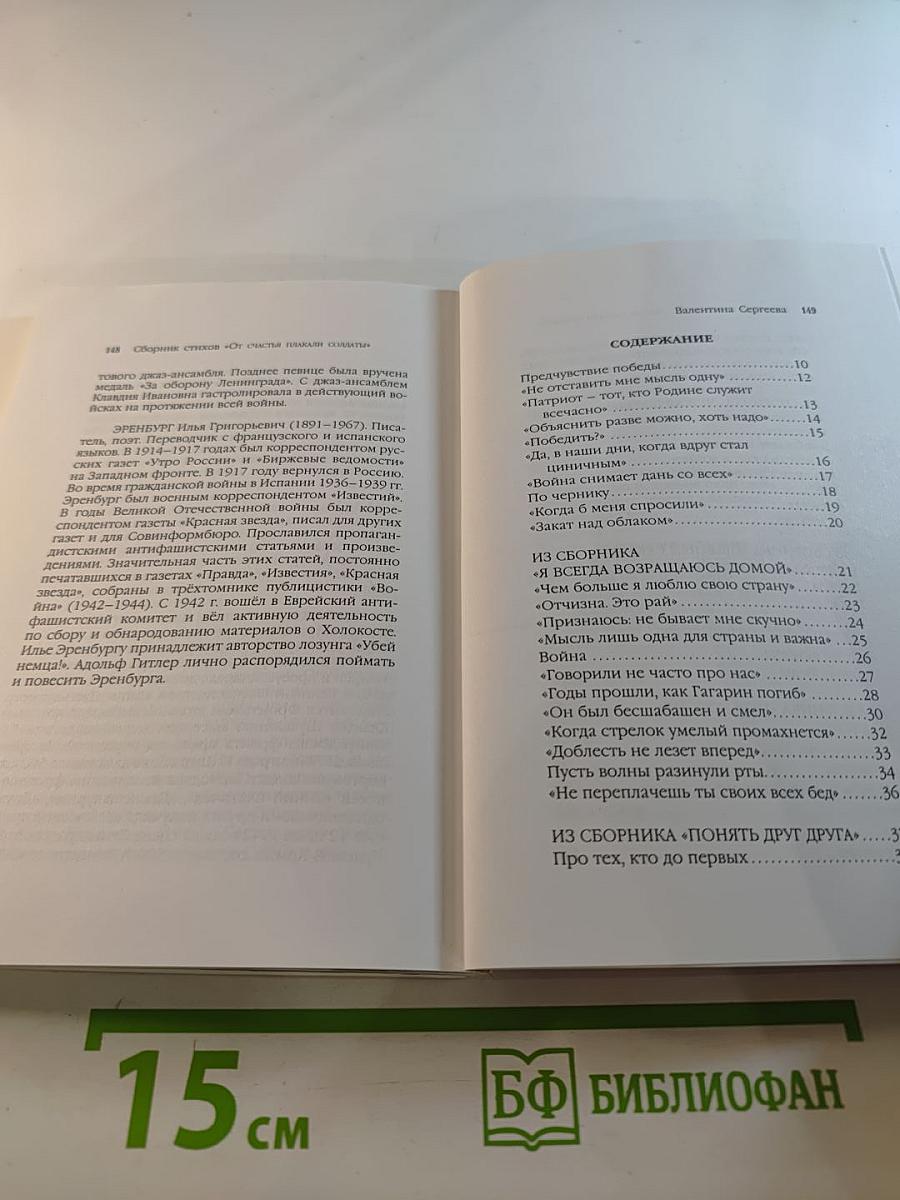 148 Сборник стихов «От счастья плакали солдаты»
тового джаз-ансамбля. Позднее певице была вручена
медаль «За оборону Ленинграда». С джаз-ансамблем
Клавдия Ивановна гастролировала в действующий во-
йсках на протяжении всей войны.
ЭРЕНБУРГ Илья Григорьевич (1891–1967). Писа-
тель, поэт. Переводчик с французского и испанского
языков. В 1914–1917 годах был корреспондентом рус-
ских газет «Утро России» и «Биржевые ведомости»
на Западном фронте. В 1917 году вернулся в Россию.
Во время гражданской войны в Испании 1936–1939 гг.
Эренбург был военным корреспондентом «Известий».
В годы Великой Отечественной войны был корре-
спондентом газеты «Красная звезда», писал для других
газет и для Совинформбюро. Прославился пропаган-
дистскими антифашистскими статьями и произве-
дениями. Значительная часть этих статей, постоянно
печатавшихся в газетах «Правда», «Известия», «Красная
звезда», собраны в трёхтомнике публицистики «Во-
йна» (1942–1944). С 1942 г. вошёл в Еврейский анти-
фашистский комитет и вёл активную деятельность
по сбору и обнародованию материалов о Холокосте.
Илье Эренбургу принадлежит авторство лозунга «Убей
немца!». Адольф Гитлер лично распорядился поймать
и повесить Эренбурга.
Валентина Сергеева 149
СОДЕРЖАНИЕ
Предчувствие победы..........10
«Не отставить мне мысль одну» ..........12
«Патриот – тот, кто Родине служит
всечасно» ..........13
«Объяснить разве можно, хоть надо»..........14
«Победить?» ..........15
«Да, в наши дни, когда вдруг стал
циничным» ..........16
«Война снимает дань со всех» ..........17
По чернику..........18
«Когда б меня спросили» ..........19
«Закат над облаком»..........20
ИЗ СБОРНИКА
«Я ВСЕГДА ВОЗРАЩАЮСЬ ДОМОЙ»........21
«Чем больше я люблю свою страну» ........22
«Отчизна. Это рай» ..........23
«Признаюсь: не бывает мне скучно» ........24
«Мысль лишь одна для страны и важна» ...25
Война ..........26
«Говорили не часто про нас» ..........27
«Годы прошли, как Гагарин погиб» ........28
«Он был бесшабашен и смел»..........30
«Когда стрелок умелый промахнется»......32
«Доблесть не лезет вперед»..........33
Пусть волны разинули рты..........34
«Не переплачешь ты своих всех бед» .......36
ИЗ СБОРНИКА «ПОНЯТЬ ДРУГ ДРУГА» .....3
Про тех, кто до первых ..........3
15 см
БФ БИБЛИОФАН